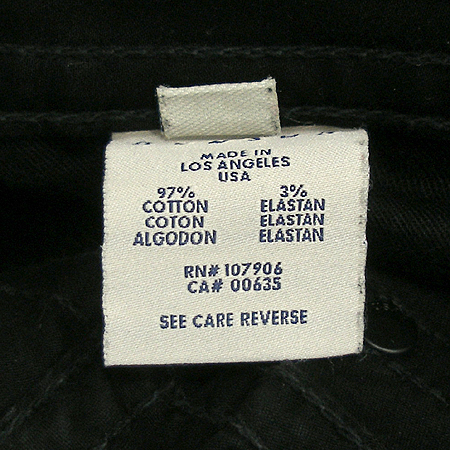 MADE IN
LOS ANGELES
USA
97% 3%
COTTON ELASTAN
COTON ELASTAN
ALGODON ELASTAN
RN# 107906
CA# 00635
SEE CARE REVERSE